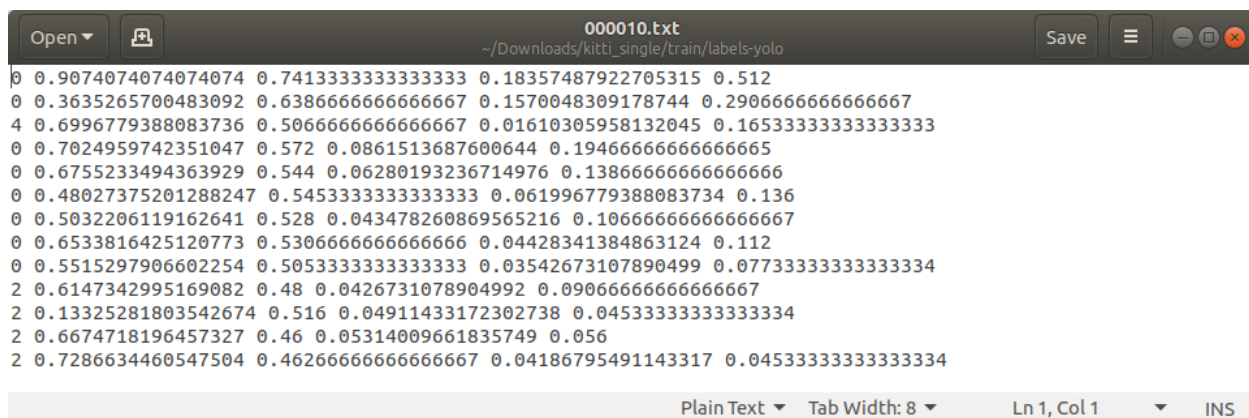 Open
000010.txt
~/Downloads/kitti_single/train/labels-yolo
Save
0 0.9074074074074074 0.7413333333333333 0.18357487922705315 0.512
0 0.3635265700483092 0.6386666666666667 0.1570048309178744 0.2906666666666667
4 0.6996779388083736 0.5066666666666667 0.01610305958132045 0.16533333333333333
0 0.7024959742351047 0.572 0.0861513687600644 0.19466666666666665
0 0.6755233494363929 0.544 0.06280193236714976 0.13866666666666666
0 0.48027375201288247 0.5453333333333333 0.0619967793880837​34 0.136
0 0.5032206119162641 0.528 0.043478260869565216 0.10666666666666667
0 0.6533816425120773 0.5306666666666666 0.04428341384863124 0.112
0 0.5515297906602254 0.5053333333333333 0.03542673107890499 0.07733333333333334
2 0.6147342995169082 0.48 0.0426731078904992 0.09066666666666667
2 0.13325281803542674 0.516 0.04911433172302738 0.04533333333333334
2 0.6674718196457327 0.46 0.05314009661835749 0.056
2 0.7286634460547504 0.46266666666666667 0.04186795491143317 0.04533333333333334
Plain Text Tab Width: 8 Ln 1, Col 1 INS